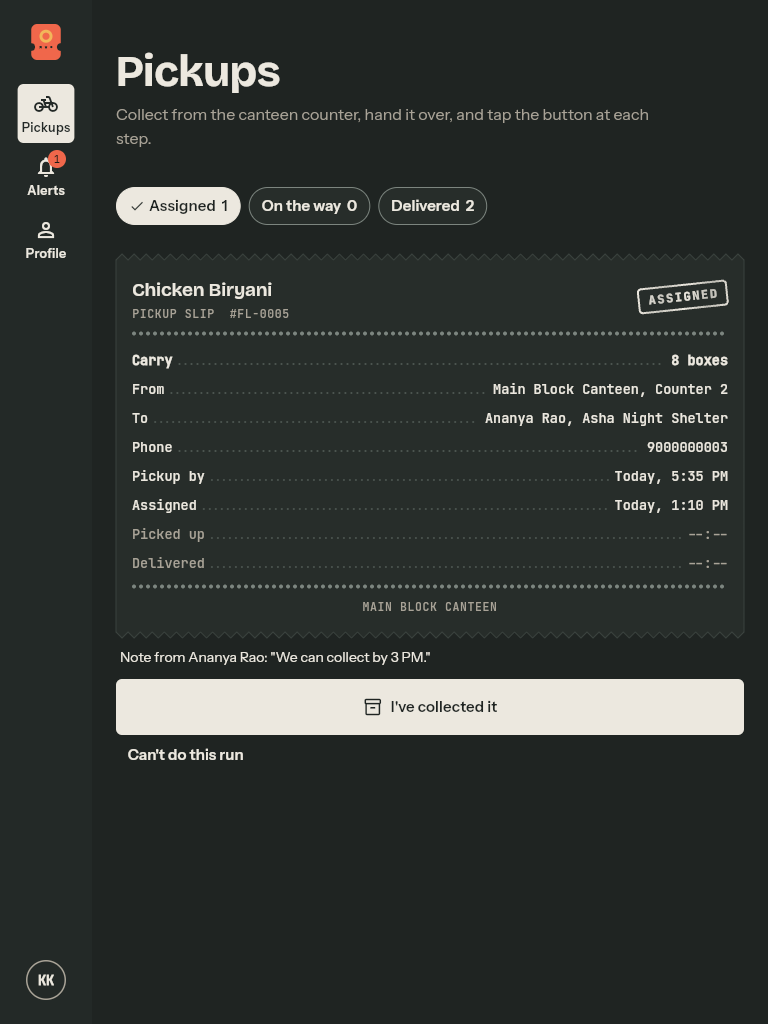 Pickups
1
Alerts
Profile
KK
Pickups
Collect from the canteen counter, hand it over, and tap the button at each
step.
Assigned 1
On the way 0
Delivered 2
Chicken Biryani
ASSIGNED
PICKUP SLIP #FL-0005
Carry 8 boxes
From Main Block Canteen, Counter 2
To Ananya Rao, Asha Night Shelter
Phone 9000000003
Pickup by Today, 5:35 PM
Assigned Today, 1:10 PM
Picked up --:--
Delivered --:--
MAIN BLOCK CANTEEN
Note from Ananya Rao: "We can collect by 3 PM."
I've collected it
Can't do this run